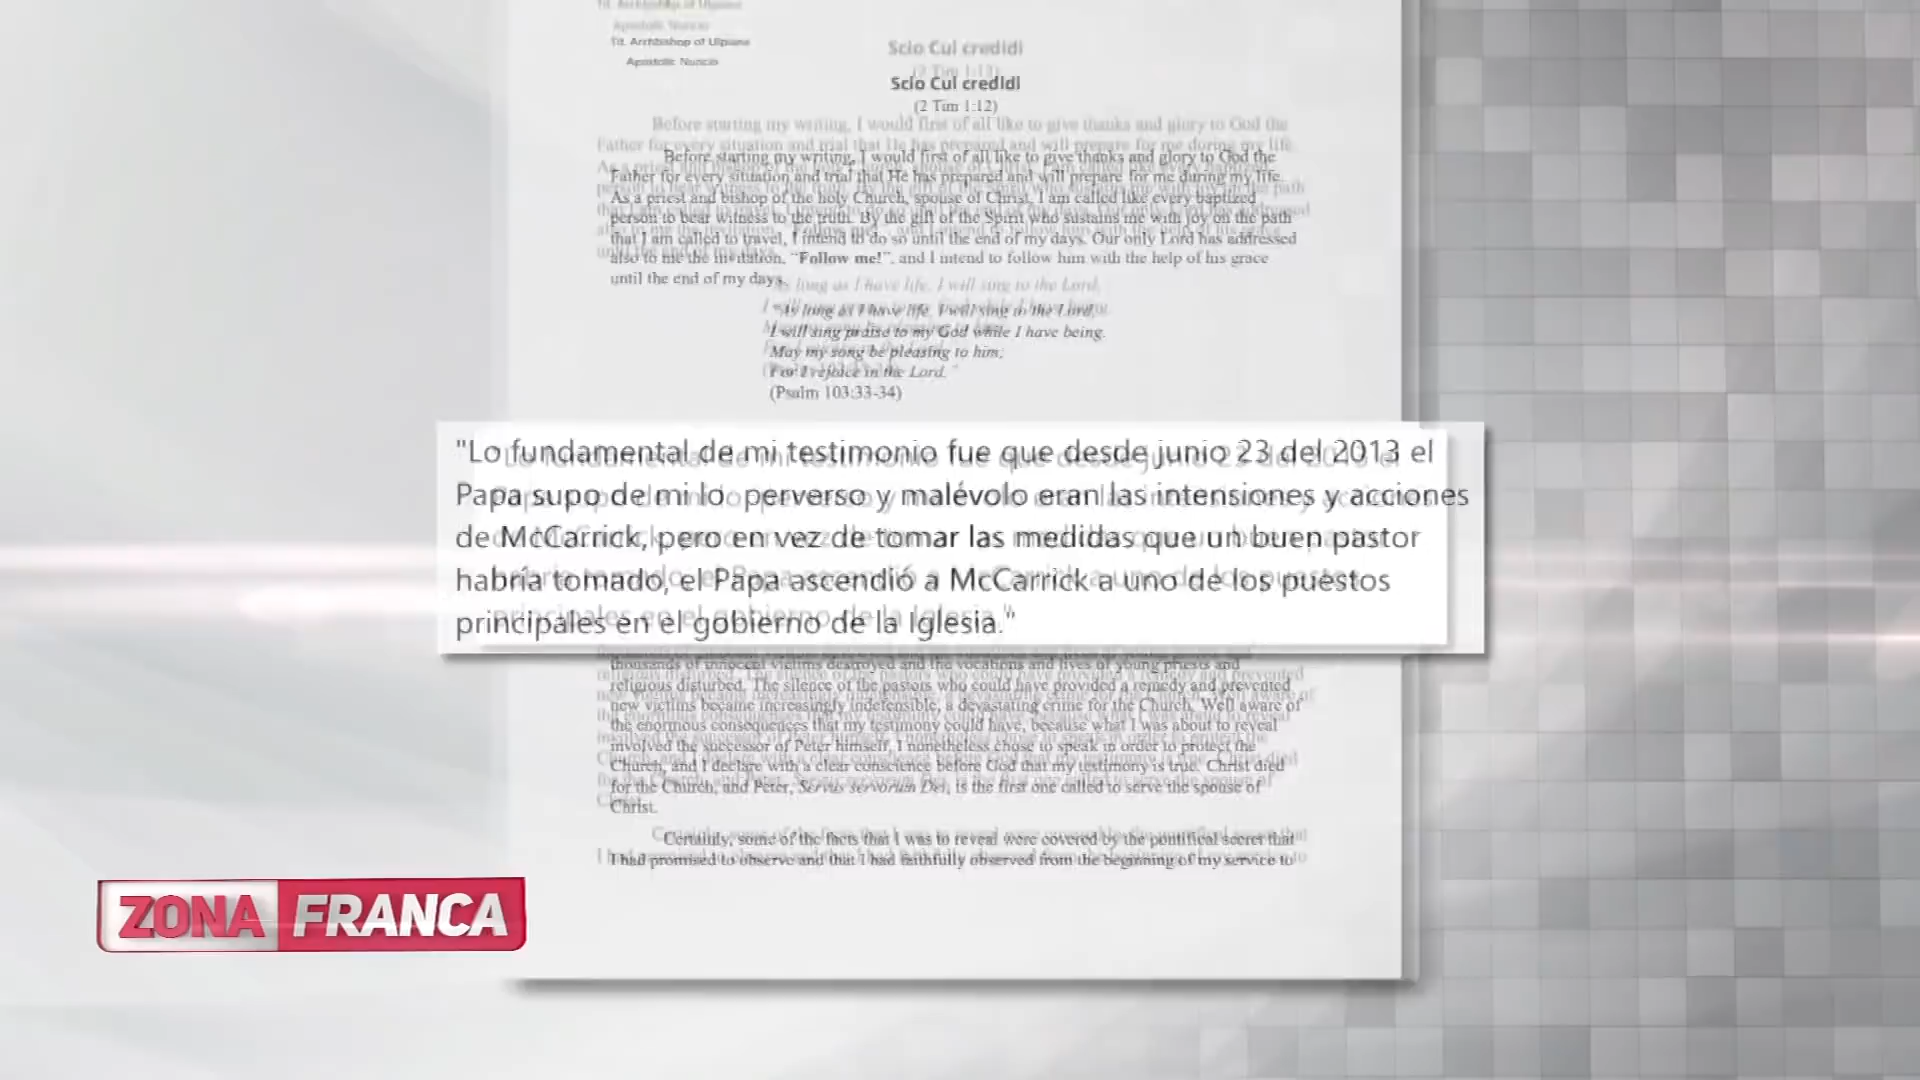 Tit. Archbishop of Ulpiana
Apostolic Nuncio
Scio Cui credidi
(2 Tim 1:12)
Before starting my writing, I would first of all like to give thanks and glory to God the
Father for every situation and trial that He has prepared and will prepare for me during my life.
As a priest and bishop of the holy Church, spouse of Christ, I am called like every baptized
person to bear witness to the truth. By the gift of the Spirit who sustains me with joy on the path
that I am called to travel, I intend to do so until the end of my days. Our only Lord has addressed
also to me the invitation, “Follow me!”, and I intend to follow him with the help of his grace
until the end of my days.
“As long as I have life, I will sing to the Lord,
I will sing praise to my God while I have being.
May my song be pleasing to him;
For I rejoice in the Lord.”
(Psalm 103:33-34)
"Lo fundamental de mi testimonio fue que desde junio 23 del 2013 el
Papa supo de mi lo perverso y malévolo eran las intensiones y acciones
de McCarrick, pero en vez de tomar las medidas que un buen pastor
habría tomado, el Papa ascendió a McCarrick a uno de los puestos
principales en el gobierno de la Iglesia."
thousands of innocent victims destroyed and the vocations and lives of young priests and
religious disturbed. The silence of the pastors who could have provided a remedy and prevented
new victims became increasingly indefensible, a devastating crime for the Church. Well aware of
the enormous consequences that my testimony could have, because what I was about to reveal
involved the successor of Peter himself, I nonetheless chose to speak in order to protect the
Church, and I declare with a clear conscience before God that my testimony is true. Christ died
for the Church, and Peter, Servus servorum Dei, is the first one called to serve the spouse of
Christ.
Certainly, some of the facts that I was to reveal were covered by the pontifical secret that
I had promised to observe and that I had faithfully observed from the beginning of my service to
ZONA FRANCA